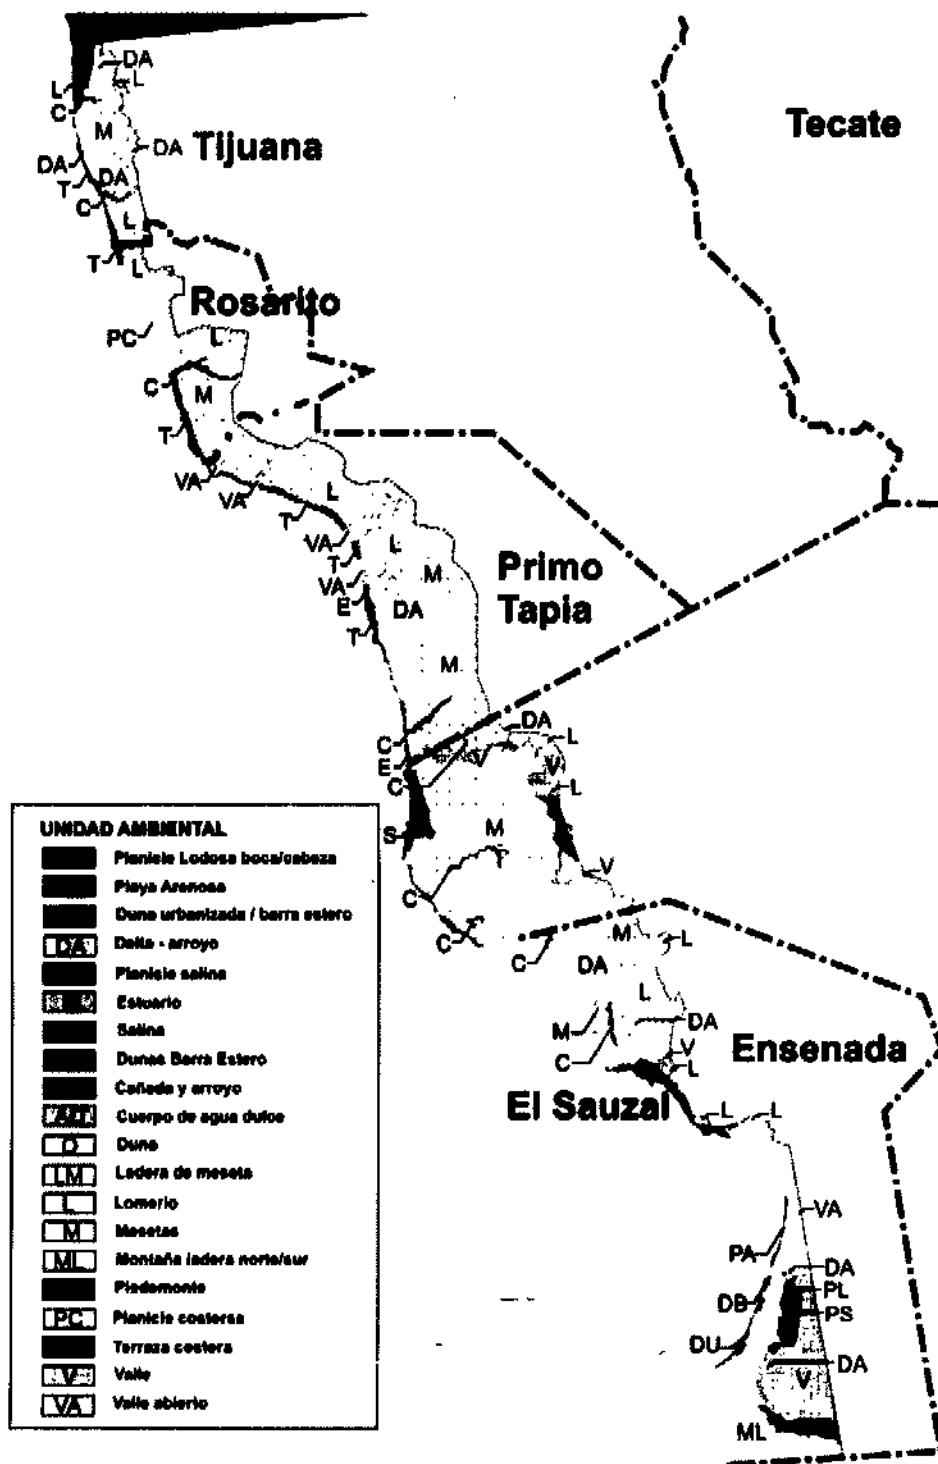 DA
L
L
C
M
Tecate
Tijuana
DA
DA
DA
T
C
L
T
L
Rosarito
PC
L
C
M
T
VA
VA
L
T
VA
L
T
Primo
Tapia
M
VA
E
DA
T
M
DA
C
L
E
V
V
C
L
S
M
V
C
C
M
L
C
DA
L
M
DA
C
V
L
Ensenada
El Sauzal
L
L
VA
PA
DA
PL
DB
PS
DU
DA
V
ML
UNIDAD AMBIENTAL
Planicie Lodosa boca/cabeza
Playa Arenosa
Duna urbanizada / barra estero
DA Delta - arroyo
Planicie salina
Estuario
Salina
Dunas Barra Estero
Cañada y arroyo
Cuerpo de agua dulce
D Duna
LM Ladera de meseta
L Lomerio
M Mesetas
ML Montaña ladera norte/sur
Piedemonte
PC Planicie costersa
Terraza costera
V Valle
VA Valle abierto